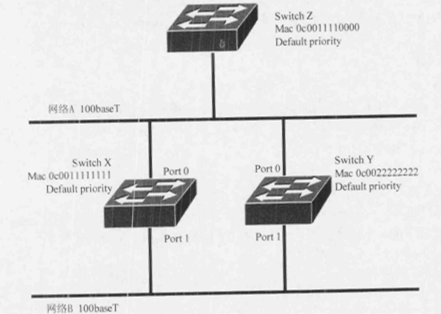 Switch Z
Mac 0c0011110000
Default priority
网络A 100baseT
Switch X
Mac 0c0011111111
Default priority
Port 0
Port 1
Port 0
Port 1
Switch Y
Mac 0c0022222222
Default priority
网络B 100baseT